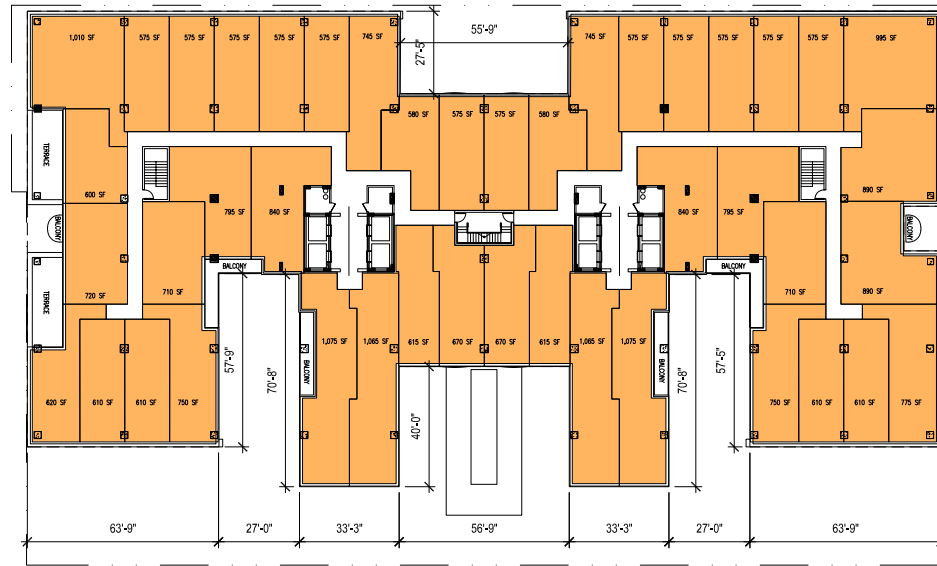 1,010 SF
575 SF
575 SF
575 SF
575 SF
745 SF
55'-9"
27'-5"
745 SF
575 SF
575 SF
575 SF
575 SF
575 SF
995 SF
580 SF
575 SF
575 SF
580 SF
TERRACE
600 SF
795 SF
840 SF
840 SF
795 SF
890 SF
BALCONY
BALCONY
BALCONY
BALCONY
TERRACE
720 SF
710 SF
710 SF
890 SF
1,075 SF
1,065 SF
615 SF
670 SF
670 SF
615 SF
1,065 SF
1,075 SF
BALCONY
BALCONY
57'-9"
70'-8"
40'-0"
70'-8"
57'-5"
620 SF
610 SF
610 SF
750 SF
750 SF
610 SF
610 SF
775 SF
63'-9"
27'-0"
33'-3"
56'-9"
33'-3"
27'-0"
63'-9"